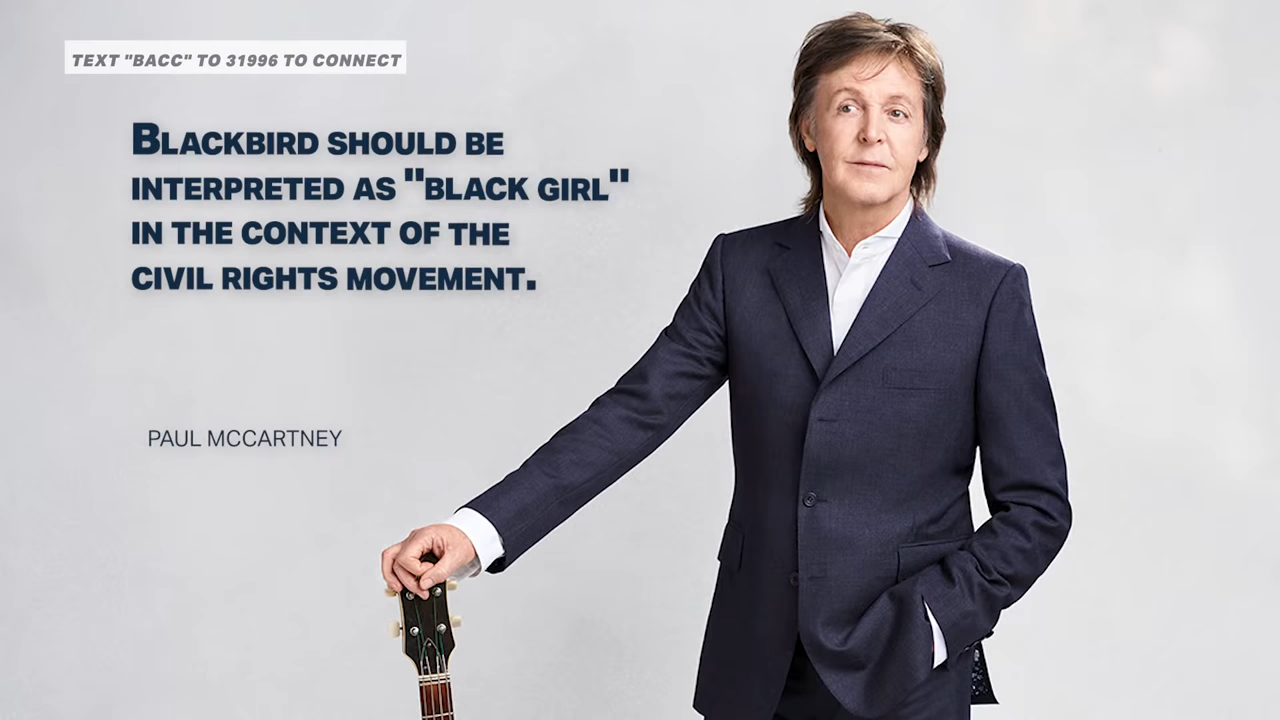 TEXT "BACC" TO 31996 TO CONNECT
BLACKBIRD SHOULD BE
INTERPRETED AS "BLACK GIRL"
IN THE CONTEXT OF THE
CIVIL RIGHTS MOVEMENT.
PAUL MCCARTNEY